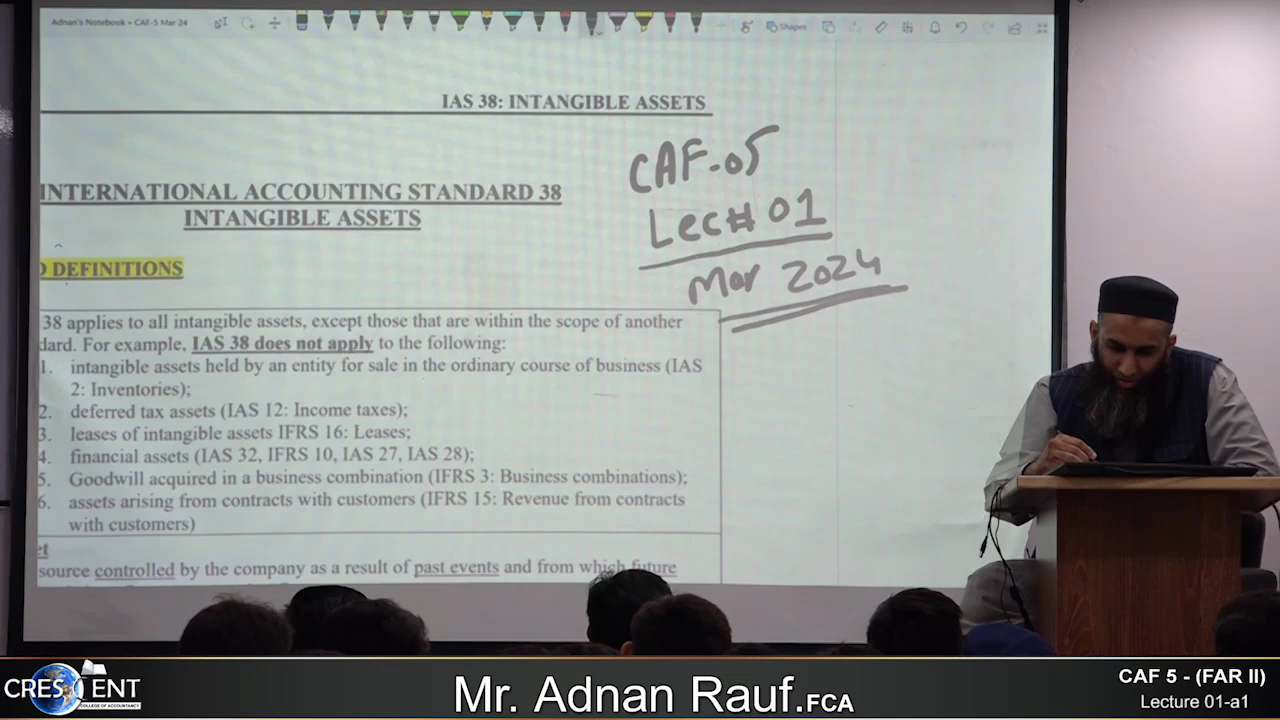 Adnan's Notebook » CAF-5 Mar 24
Shapes
IAS 38: INTANGIBLE ASSETS
CAF-05
Lec# 01
Mar 2024
INTERNATIONAL ACCOUNTING STANDARD 38
INTANGIBLE ASSETS
D DEFINITIONS
38 applies to all intangible assets, except those that are within the scope of another
dard. For example, IAS 38 does not apply to the following:
1. intangible assets held by an entity for sale in the ordinary course of business (IAS
2: Inventories);
2. deferred tax assets (IAS 12: Income taxes);
3. leases of intangible assets IFRS 16: Leases;
4. financial assets (IAS 32, IFRS 10, IAS 27, IAS 28);
5. Goodwill acquired in a business combination (IFRS 3: Business combinations);
6. assets arising from contracts with customers (IFRS 15: Revenue from contracts
with customers)
et
source controlled by the company as a result of past events and from which future
CRESCENT
COLLEGE OF ACCOUNTANCY
Mr. Adnan Rauf.FCA
CAF 5 - (FAR II)
Lecture 01-a1